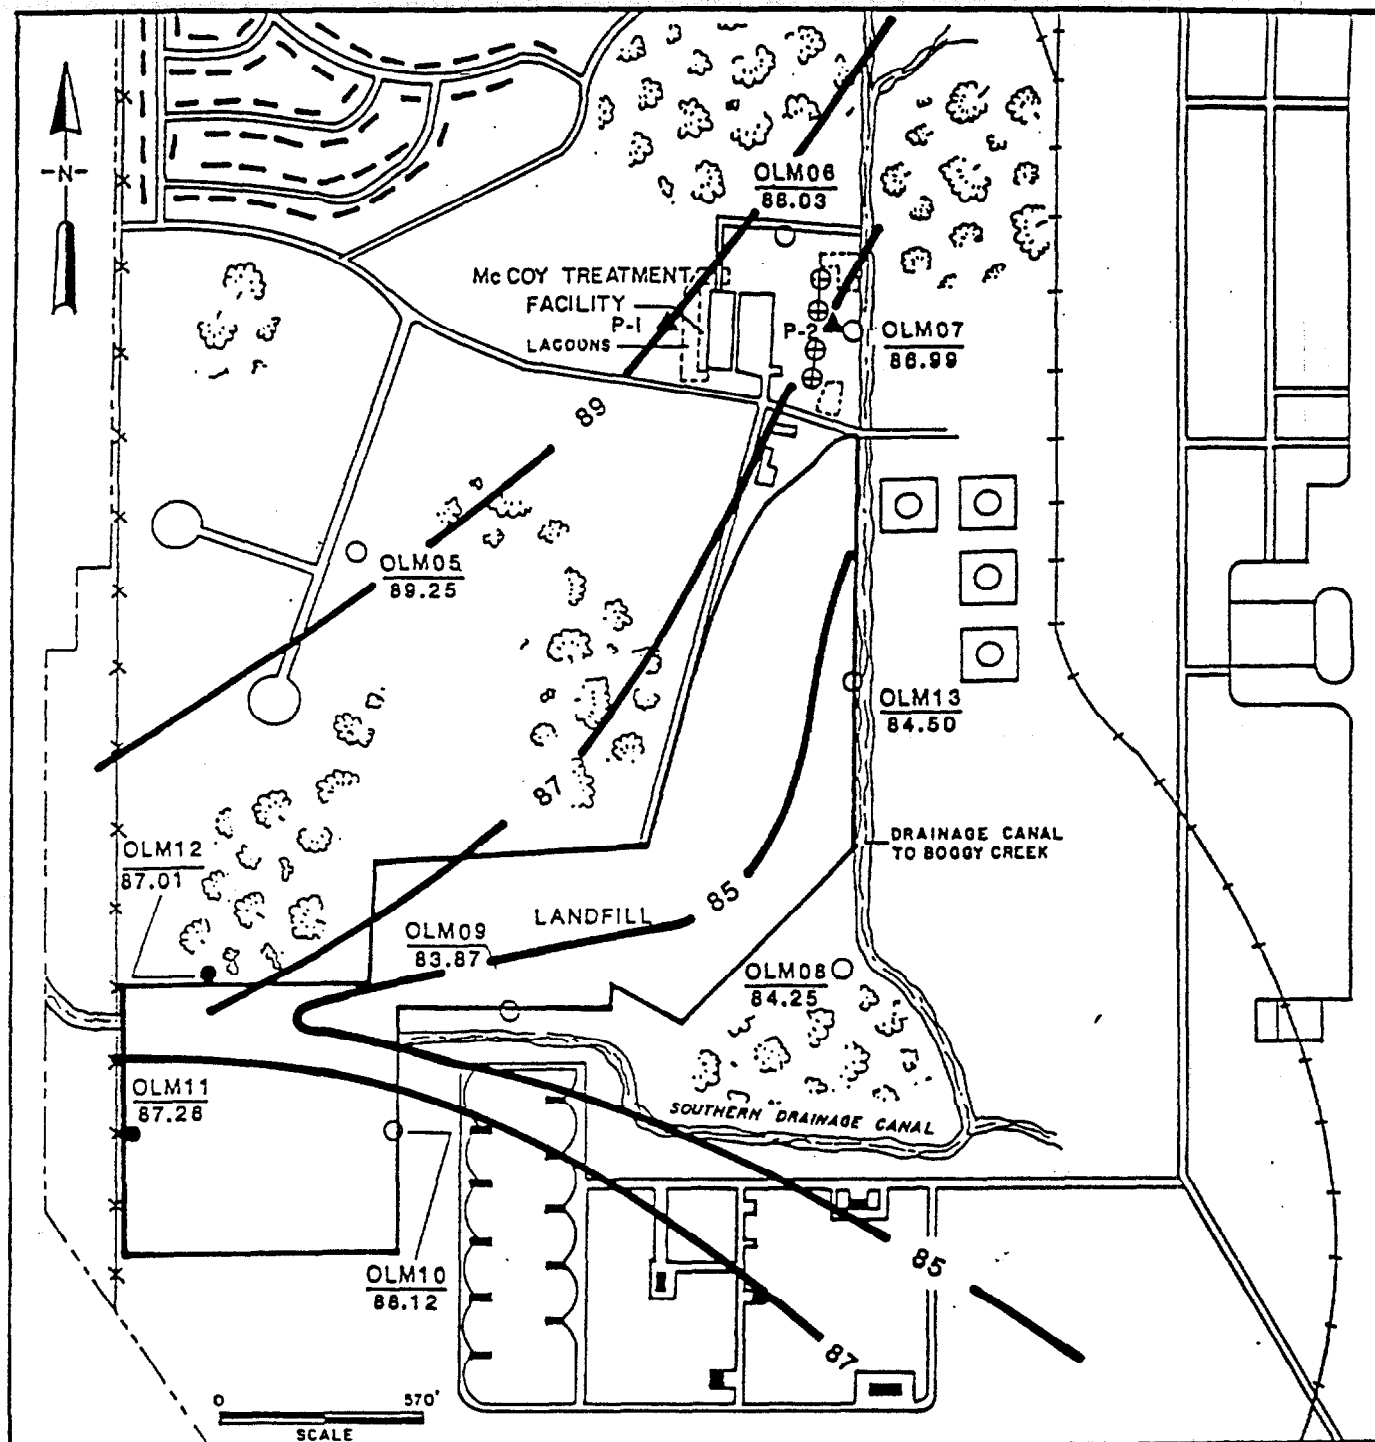 -N-
OLM06
88.03
McCOY TREATMENT
FACILITY
P-1
LAGOONS
P-2
OLM07
86.99
89
OLM05
89.25
OLM13
84.50
87
DRAINAGE CANAL
TO BOGGY CREEK
OLM12
87.01
85
LANDFILL
OLM09
83.87
OLM08
84.25
OLM11
87.28
SOUTHERN DRAINAGE CANAL
OLM10
88.12
85
87
0 570'
SCALE